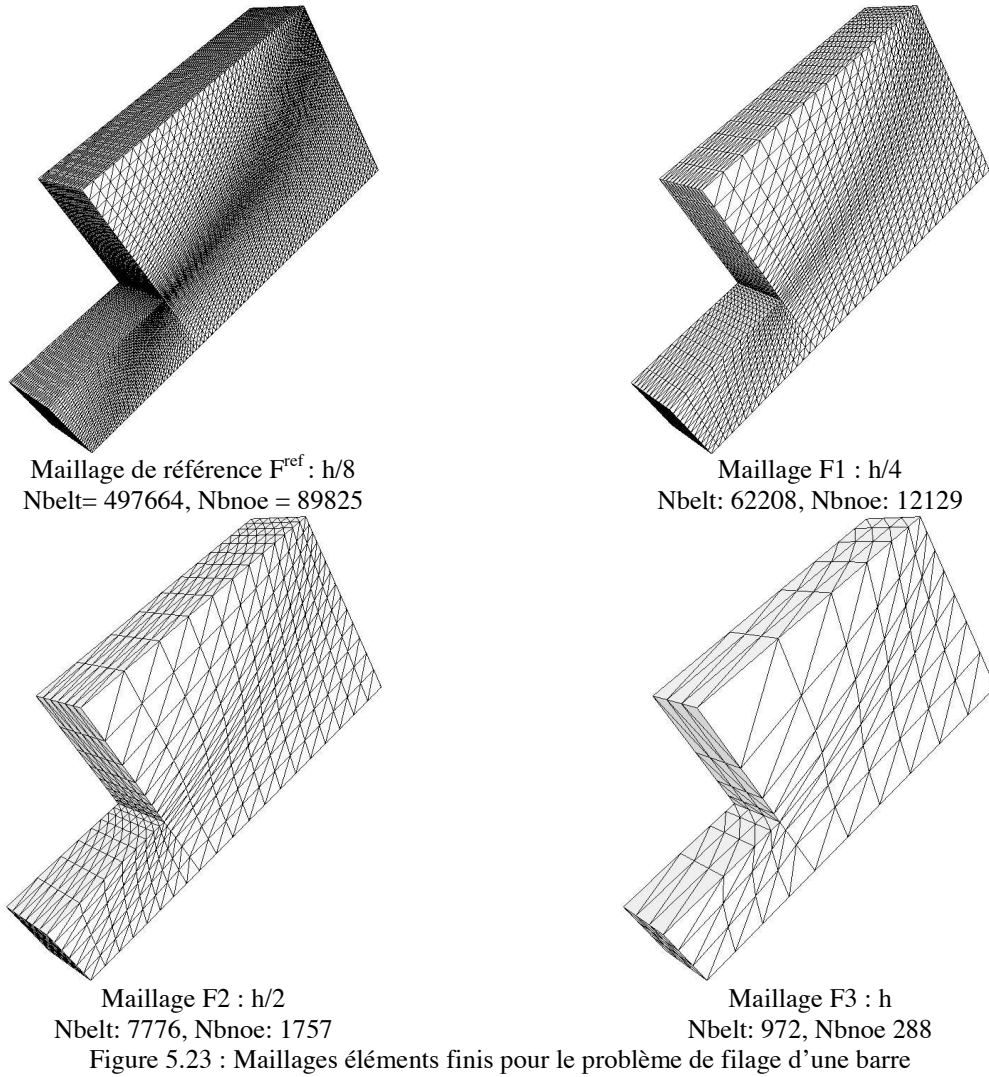 Maillage de référence F^ref : h/8
Nbelt= 497664, Nbnoe = 89825
Maillage F1 : h/4
Nbelt: 62208, Nbnoe: 12129
Maillage F2 : h/2
Nbelt: 7776, Nbnoe: 1757
Maillage F3 : h
Nbelt: 972, Nbnoe 288
Figure 5.23 : Maillages éléments finis pour le problème de filage d’une barre